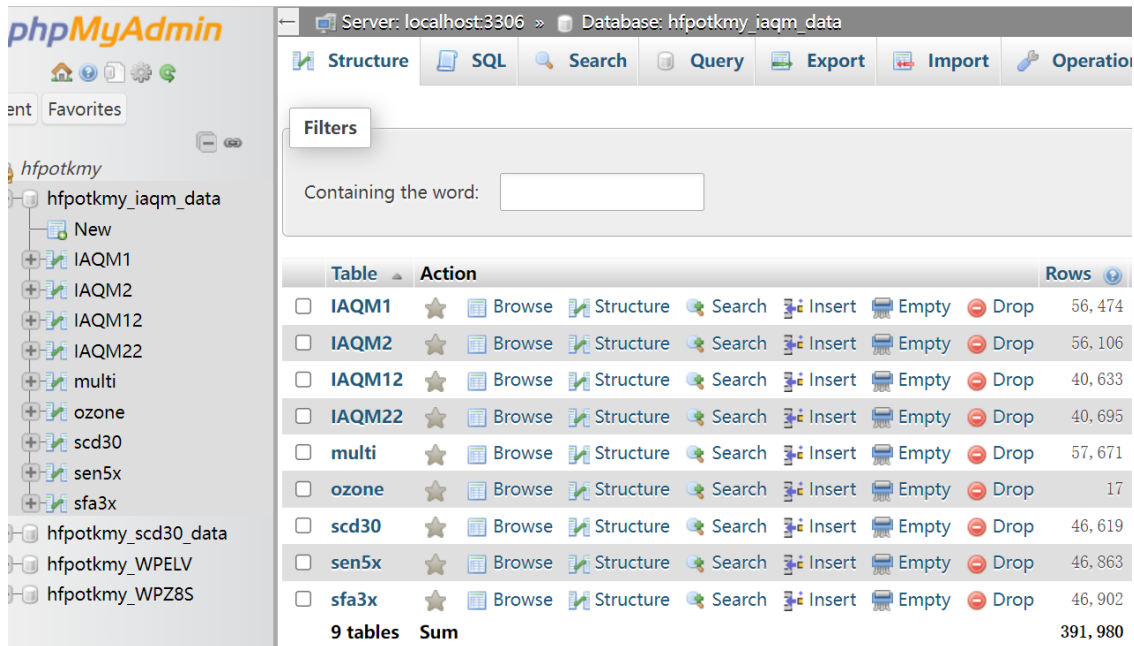 phpMyAdmin
ent Favorites
hfpotkmy
hfpotkmy_iaqm_data
New
IAQM1
IAQM2
IAQM12
IAQM22
multi
ozone
scd30
sen5x
sfa3x
hfpotkmy_scd30_data
hfpotkmy_WPELV
hfpotkmy_WPZ8S
Server: localhost:3306 » Database: hfpotkmy_iaqm_data
Structure SQL Search Query Export Import Operation
Filters
Containing the word:
Table Action Rows
IAQM1 Browse Structure Search Insert Empty Drop 56,474
IAQM2 Browse Structure Search Insert Empty Drop 56,106
IAQM12 Browse Structure Search Insert Empty Drop 40,633
IAQM22 Browse Structure Search Insert Empty Drop 40,695
multi Browse Structure Search Insert Empty Drop 57,671
ozone Browse Structure Search Insert Empty Drop 17
scd30 Browse Structure Search Insert Empty Drop 46,619
sen5x Browse Structure Search Insert Empty Drop 46,863
sfa3x Browse Structure Search Insert Empty Drop 46,902
9 tables Sum 391,980